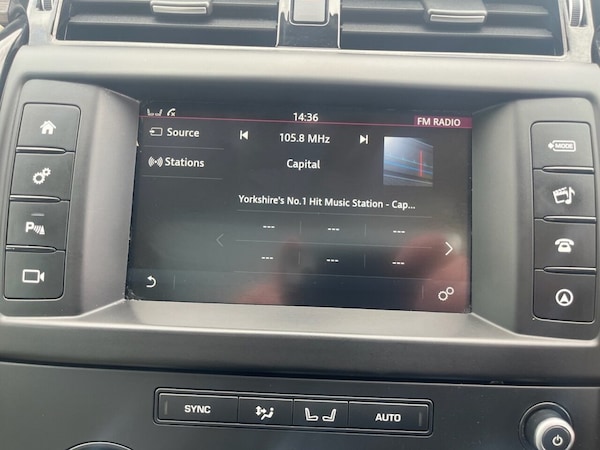 14:36
FM RADIO
Source
105.8 MHz
Stations
Capital
Yorkshire's No.1 Hit Music Station - Cap...
--- --- ---
--- --- ---
MODE
P
SYNC
AUTO